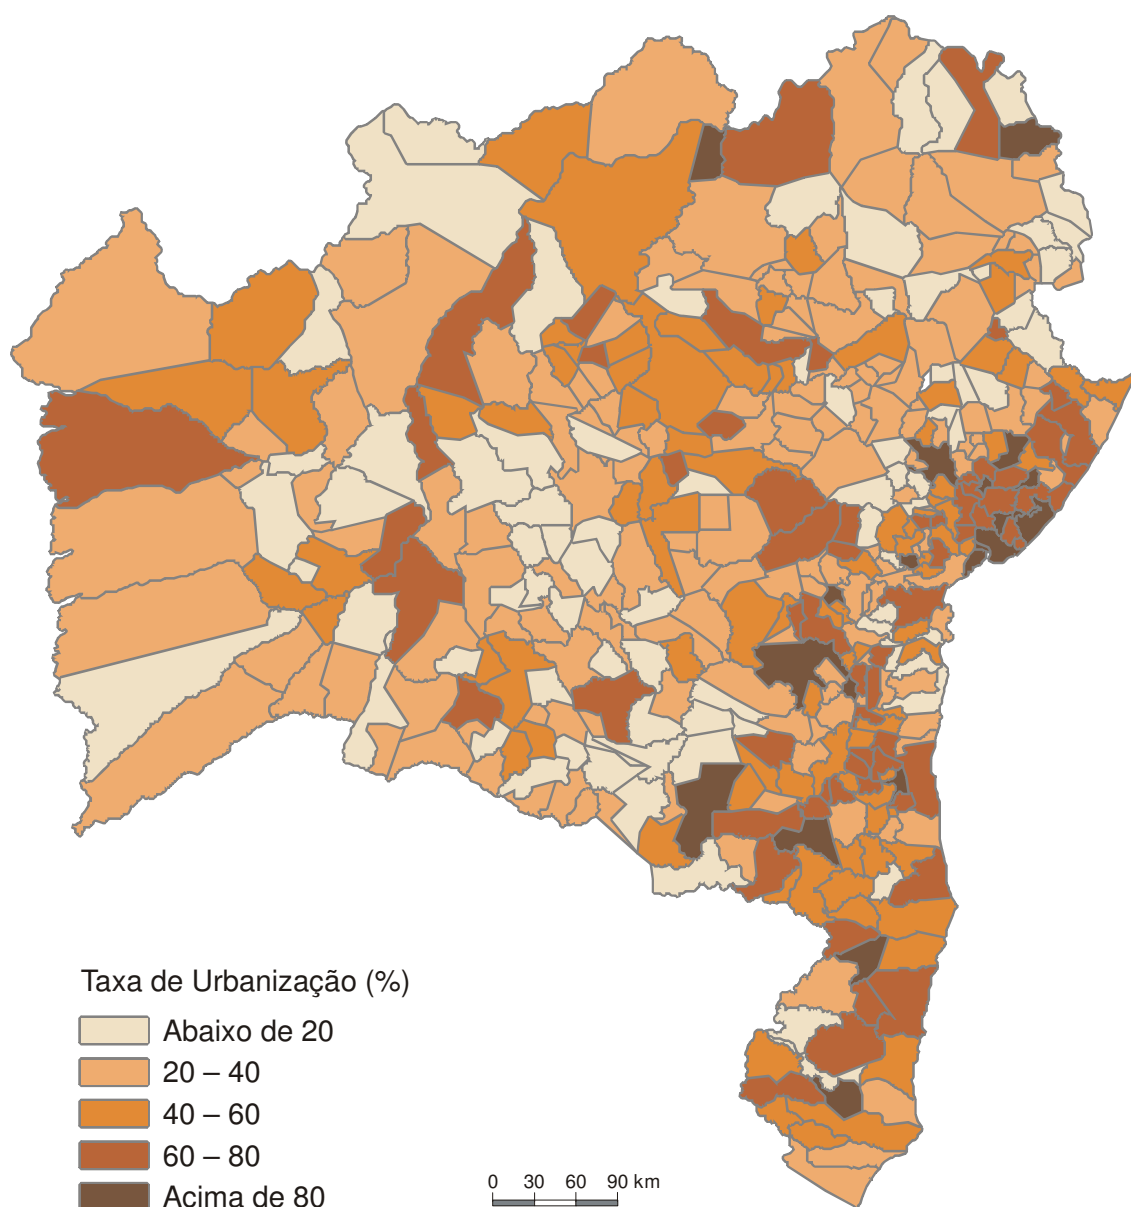 Taxa de Urbanização (%)
Abaixo de 20
20 – 40
40 – 60
60 – 80
Acima de 80
0 30 60 90 km